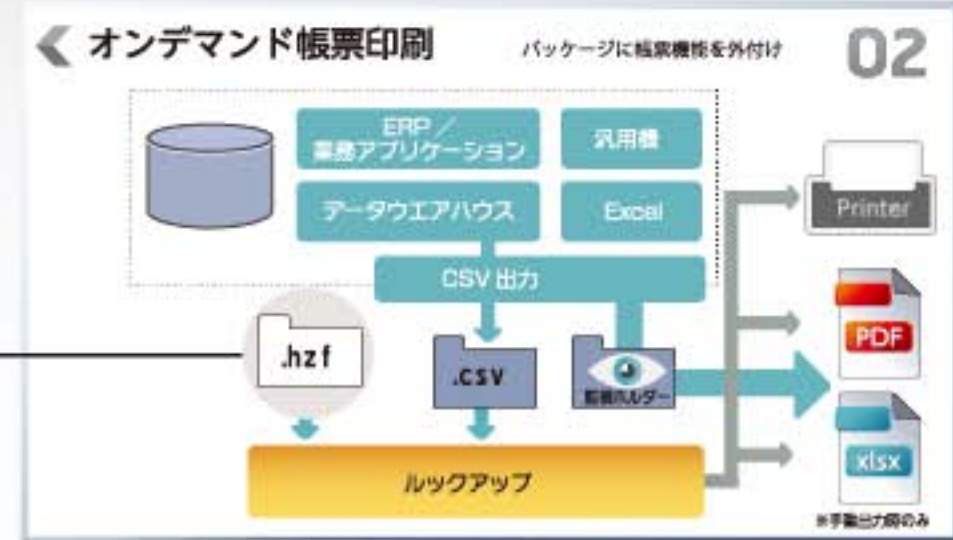 オンデマンド帳票印刷
パッケージに帳票機能を外付け
02
ERP／
業務アプリケーション
汎用機
データウエアハウス
Excel
CSV 出力
Printer
.hzf
.csv
監視ホルダー
PDF
xlsx
ルックアップ
※手動出力時のみ